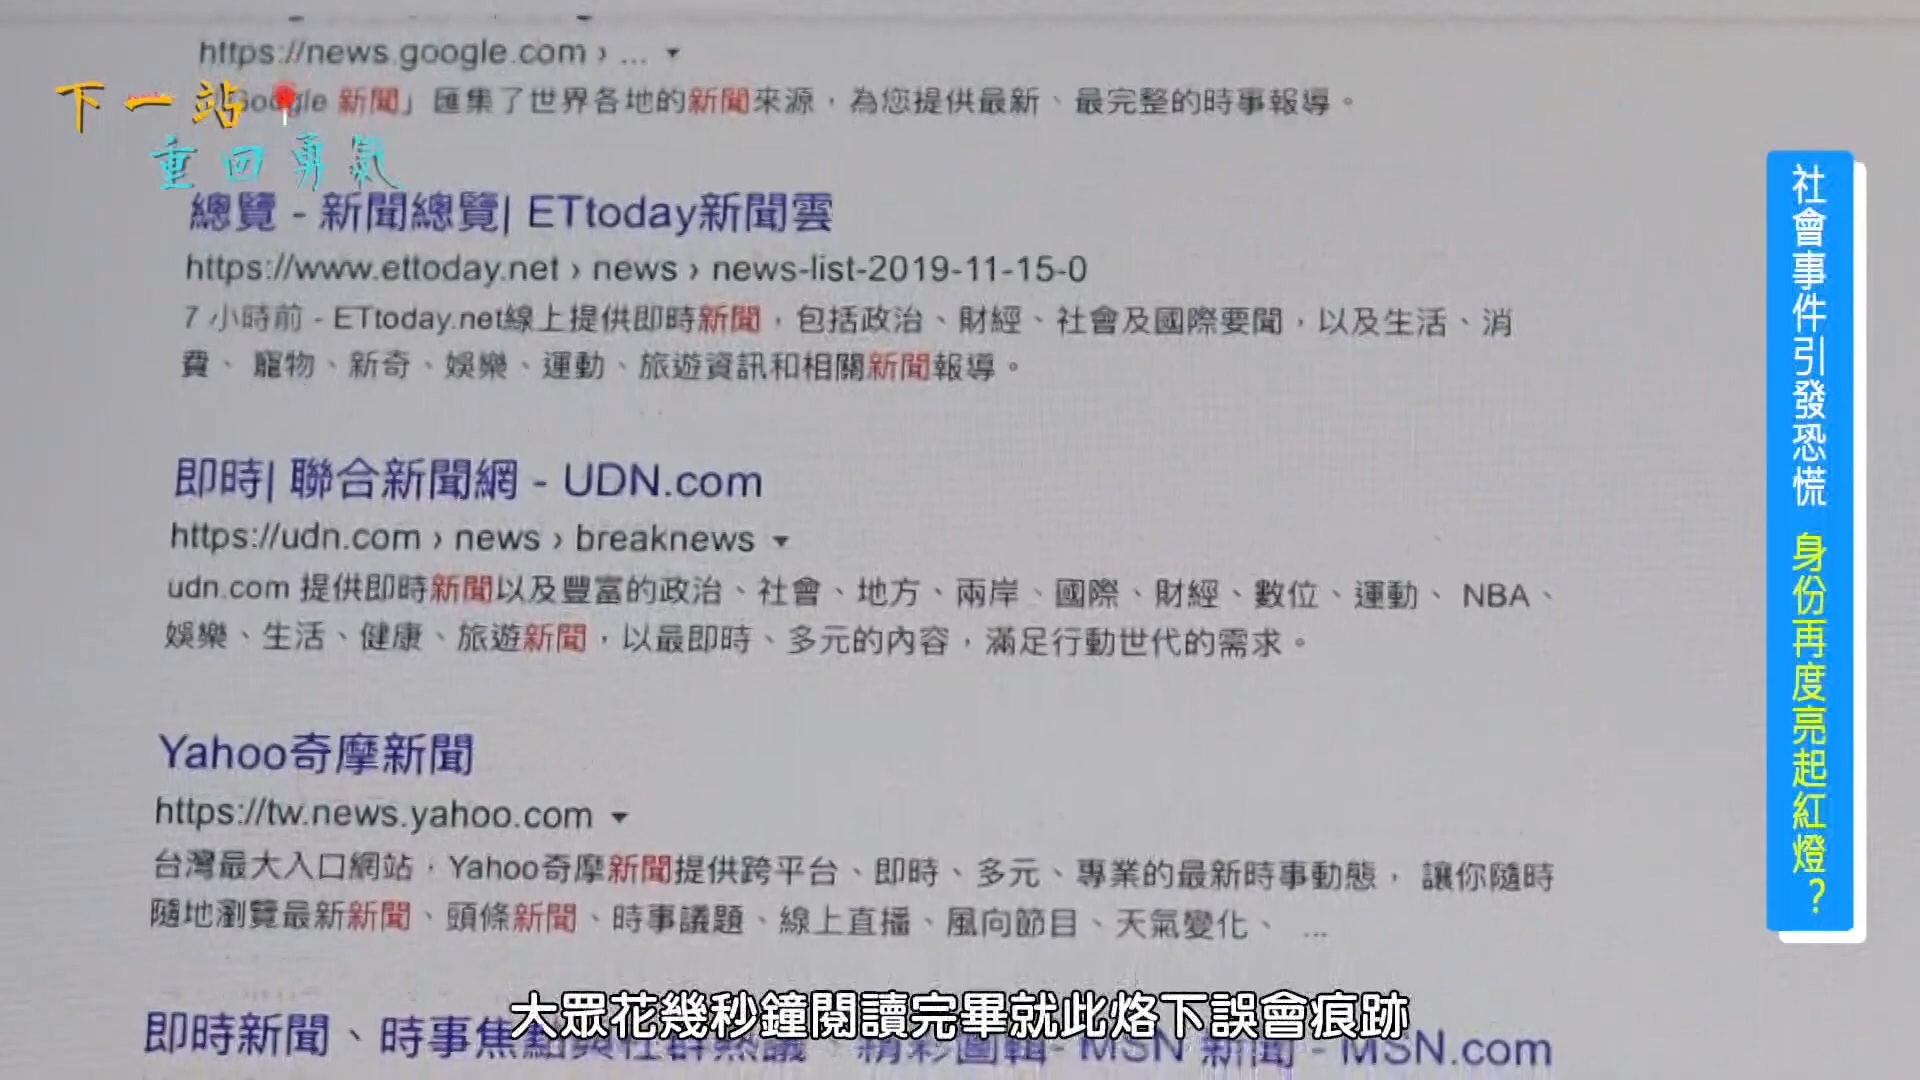 https://news.google.com › ...
下一站
Google 新聞」匯集了世界各地的新聞來源，為您提供最新、最完整的時事報導。
重回勇氣
總覽 - 新聞總覽| ETtoday新聞雲
https://www.ettoday.net › news › news-list-2019-11-15-0
7 小時前 - ETtoday.net線上提供即時新聞，包括政治、財經、社會及國際要聞，以及生活、消
費、寵物、新奇、娛樂、運動、旅遊資訊和相關新聞報導。
即時| 聯合新聞網 - UDN.com
https://udn.com › news › breaknews
udn.com 提供即時新聞以及豐富的政治、社會、地方、兩岸、國際、財經、數位、運動、NBA、
娛樂、生活、健康、旅遊新聞，以最即時、多元的內容，滿足行動世代的需求。
Yahoo奇摩新聞
https://tw.news.yahoo.com
台灣最大入口網站，Yahoo奇摩新聞提供跨平台、即時、多元、專業的最新時事動態，讓你隨時
隨地瀏覽最新新聞、頭條新聞、時事議題、線上直播、風向節目、天氣變化、 ...
即時新聞、時事焦點與社群熱議、精彩圖輯- MSN 新聞 - MSN.com
大眾花幾秒鐘閱讀完畢就此烙下誤會痕跡
社會事件引發恐慌 身份再度亮起紅燈？